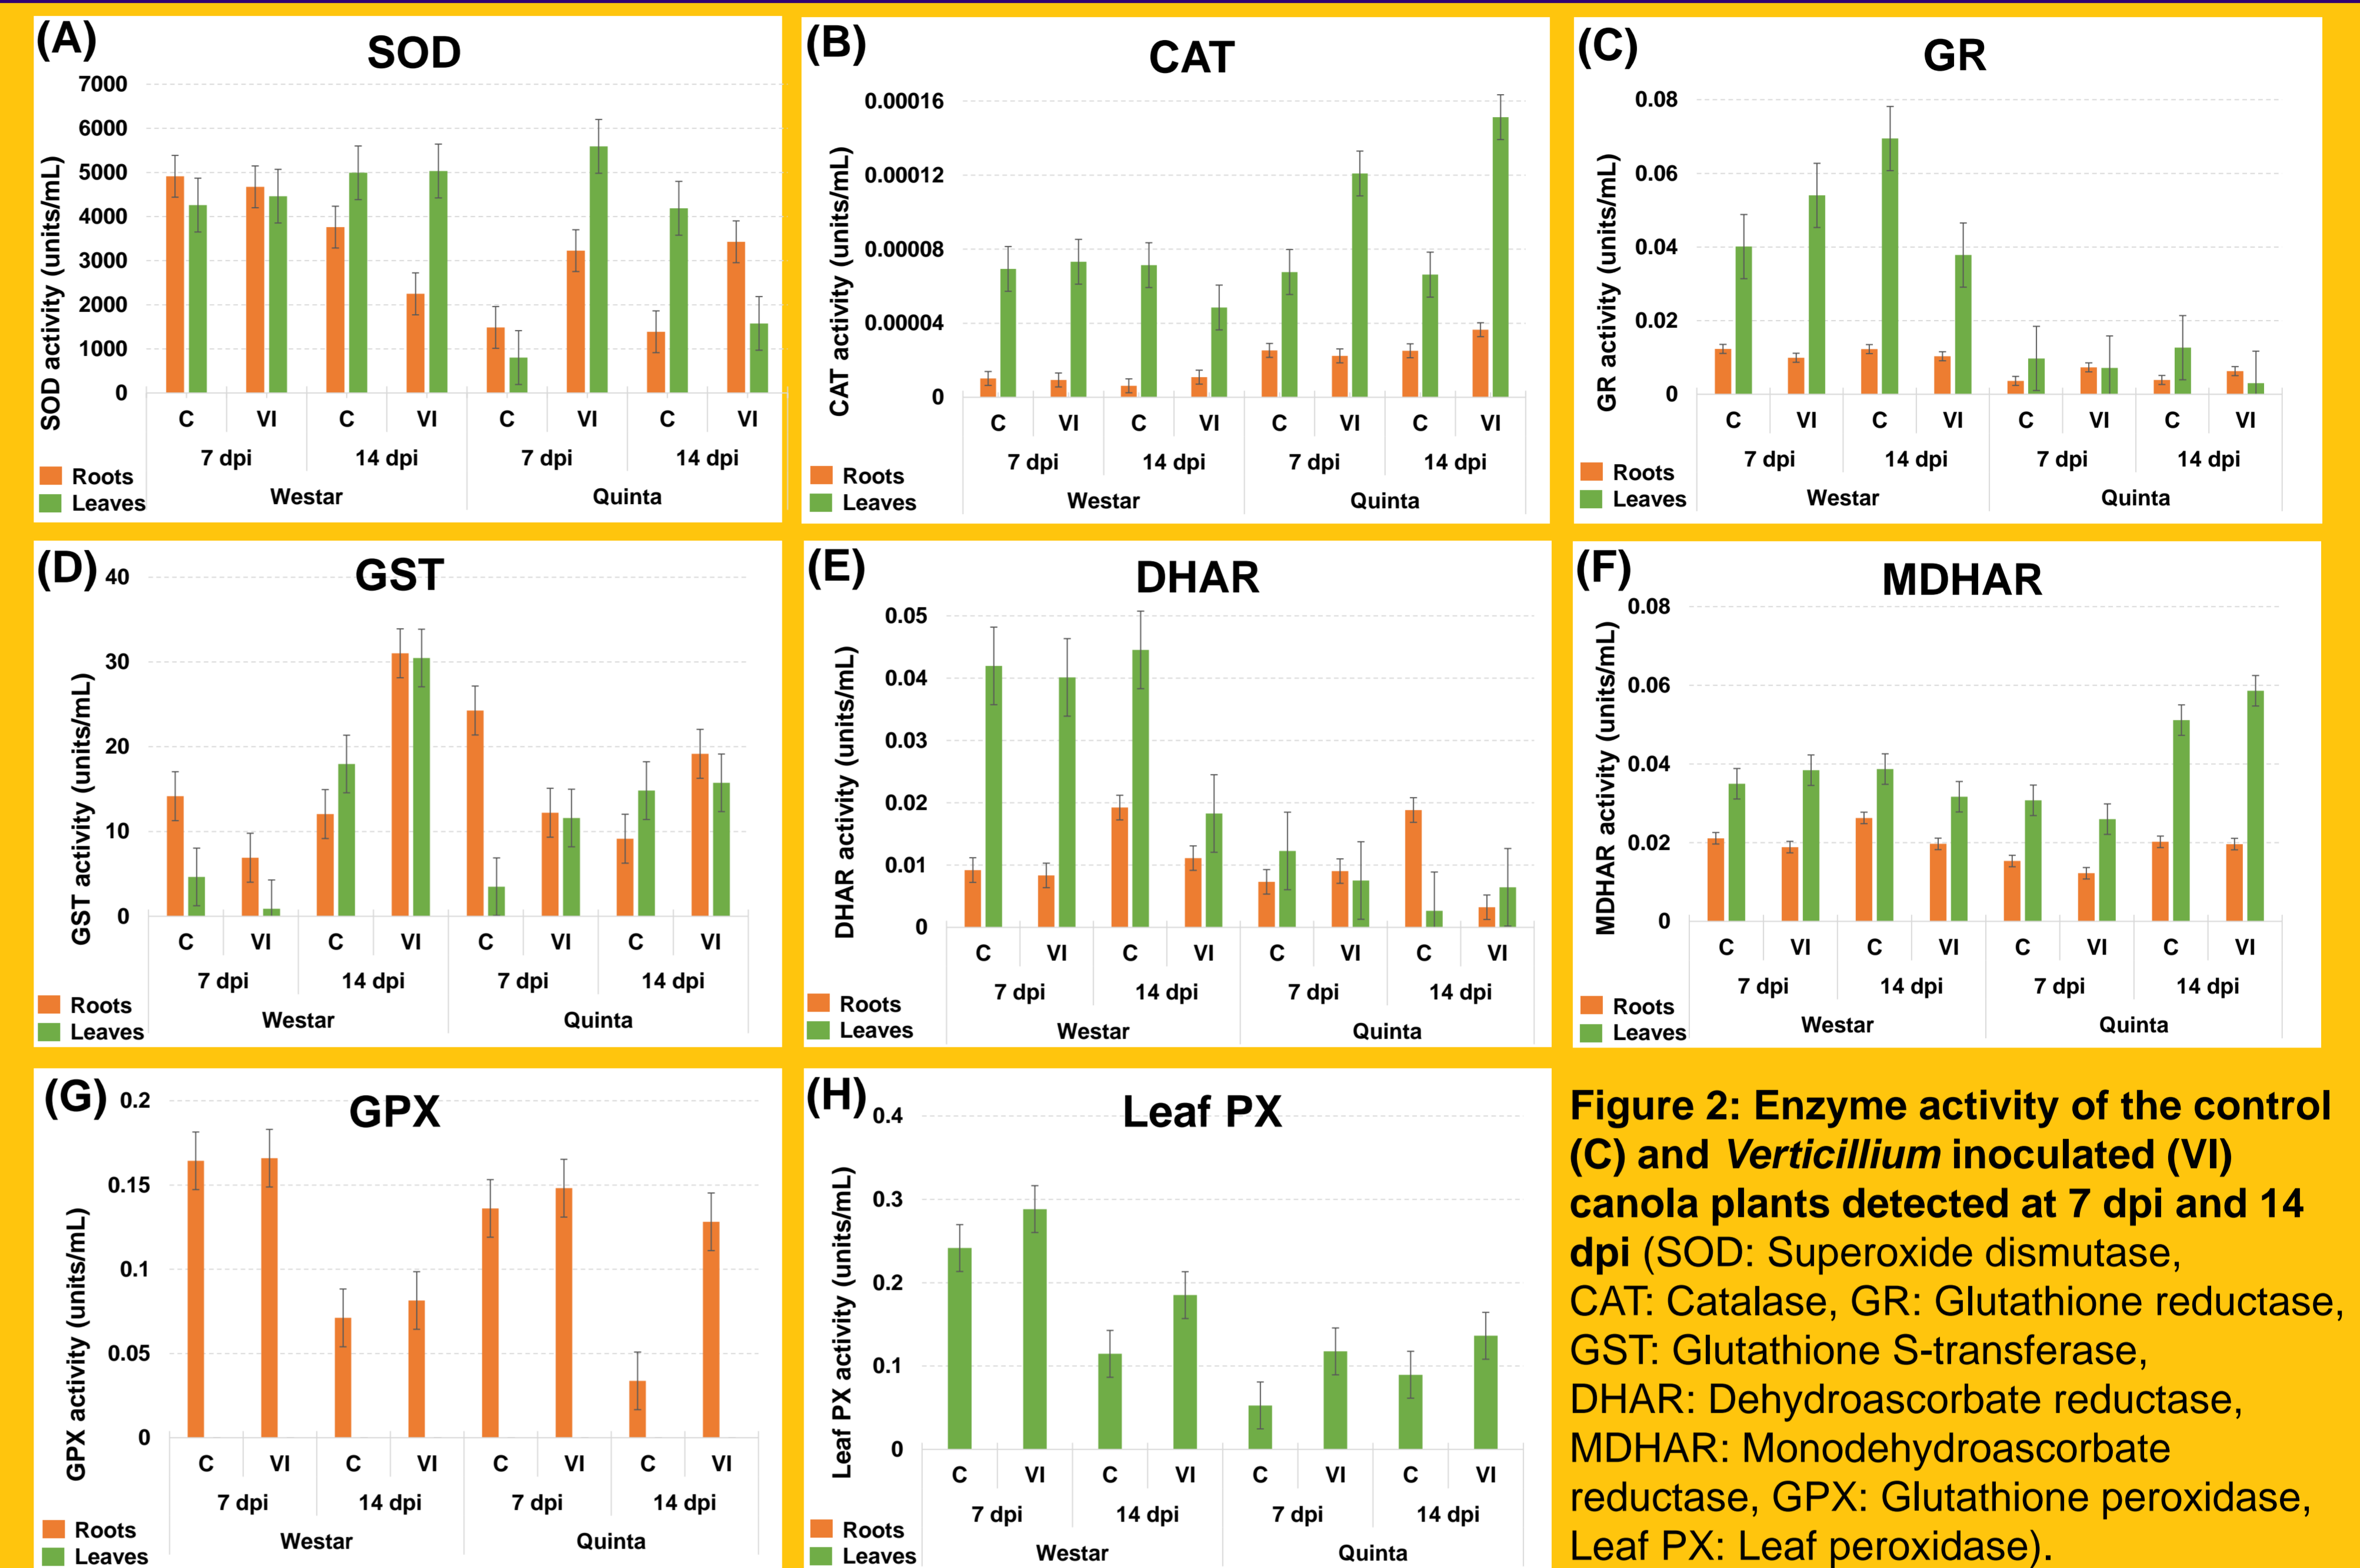 (A) SOD
7000
6000
5000
4000
3000
2000
1000
0
SOD activity (units/mL)
C VI C VI C VI C VI
7 dpi 14 dpi 7 dpi 14 dpi
Westar Quinta
Roots
Leaves
(B) CAT
0.00016
0.00012
0.00008
0.00004
0
CAT activity (units/mL)
C VI C VI C VI C VI
7 dpi 14 dpi 7 dpi 14 dpi
Westar Quinta
Roots
Leaves
(C) GR
0.08
0.06
0.04
0.02
0
GR activity (units/mL)
C VI C VI C VI C VI
7 dpi 14 dpi 7 dpi 14 dpi
Westar Quinta
Roots
Leaves
(D) GST
40
30
20
10
0
GST activity (units/mL)
C VI C VI C VI C VI
7 dpi 14 dpi 7 dpi 14 dpi
Westar Quinta
Roots
Leaves
(E) DHAR
0.05
0.04
0.03
0.02
0.01
0
DHAR activity (units/mL)
C VI C VI C VI C VI
7 dpi 14 dpi 7 dpi 14 dpi
Westar Quinta
Roots
Leaves
(F) MDHAR
0.08
0.06
0.04
0.02
0
MDHAR activity (units/mL)
C VI C VI C VI C VI
7 dpi 14 dpi 7 dpi 14 dpi
Westar Quinta
Roots
Leaves
(G) GPX
0.2
0.15
0.1
0.05
0
GPX activity (units/mL)
C VI C VI C VI C VI
7 dpi 14 dpi 7 dpi 14 dpi
Westar Quinta
Roots
Leaves
(H) Leaf PX
0.4
0.3
0.2
0.1
0
Leaf PX activity (units/mL)
C VI C VI C VI C VI
7 dpi 14 dpi 7 dpi 14 dpi
Westar Quinta
Roots
Leaves
Figure 2: Enzyme activity of the control
(C) and Verticillium inoculated (VI)
canola plants detected at 7 dpi and 14
dpi (SOD: Superoxide dismutase,
CAT: Catalase, GR: Glutathione reductase,
GST: Glutathione S-transferase,
DHAR: Dehydroascorbate reductase,
MDHAR: Monodehydroascorbate
reductase, GPX: Glutathione peroxidase,
Leaf PX: Leaf peroxidase).